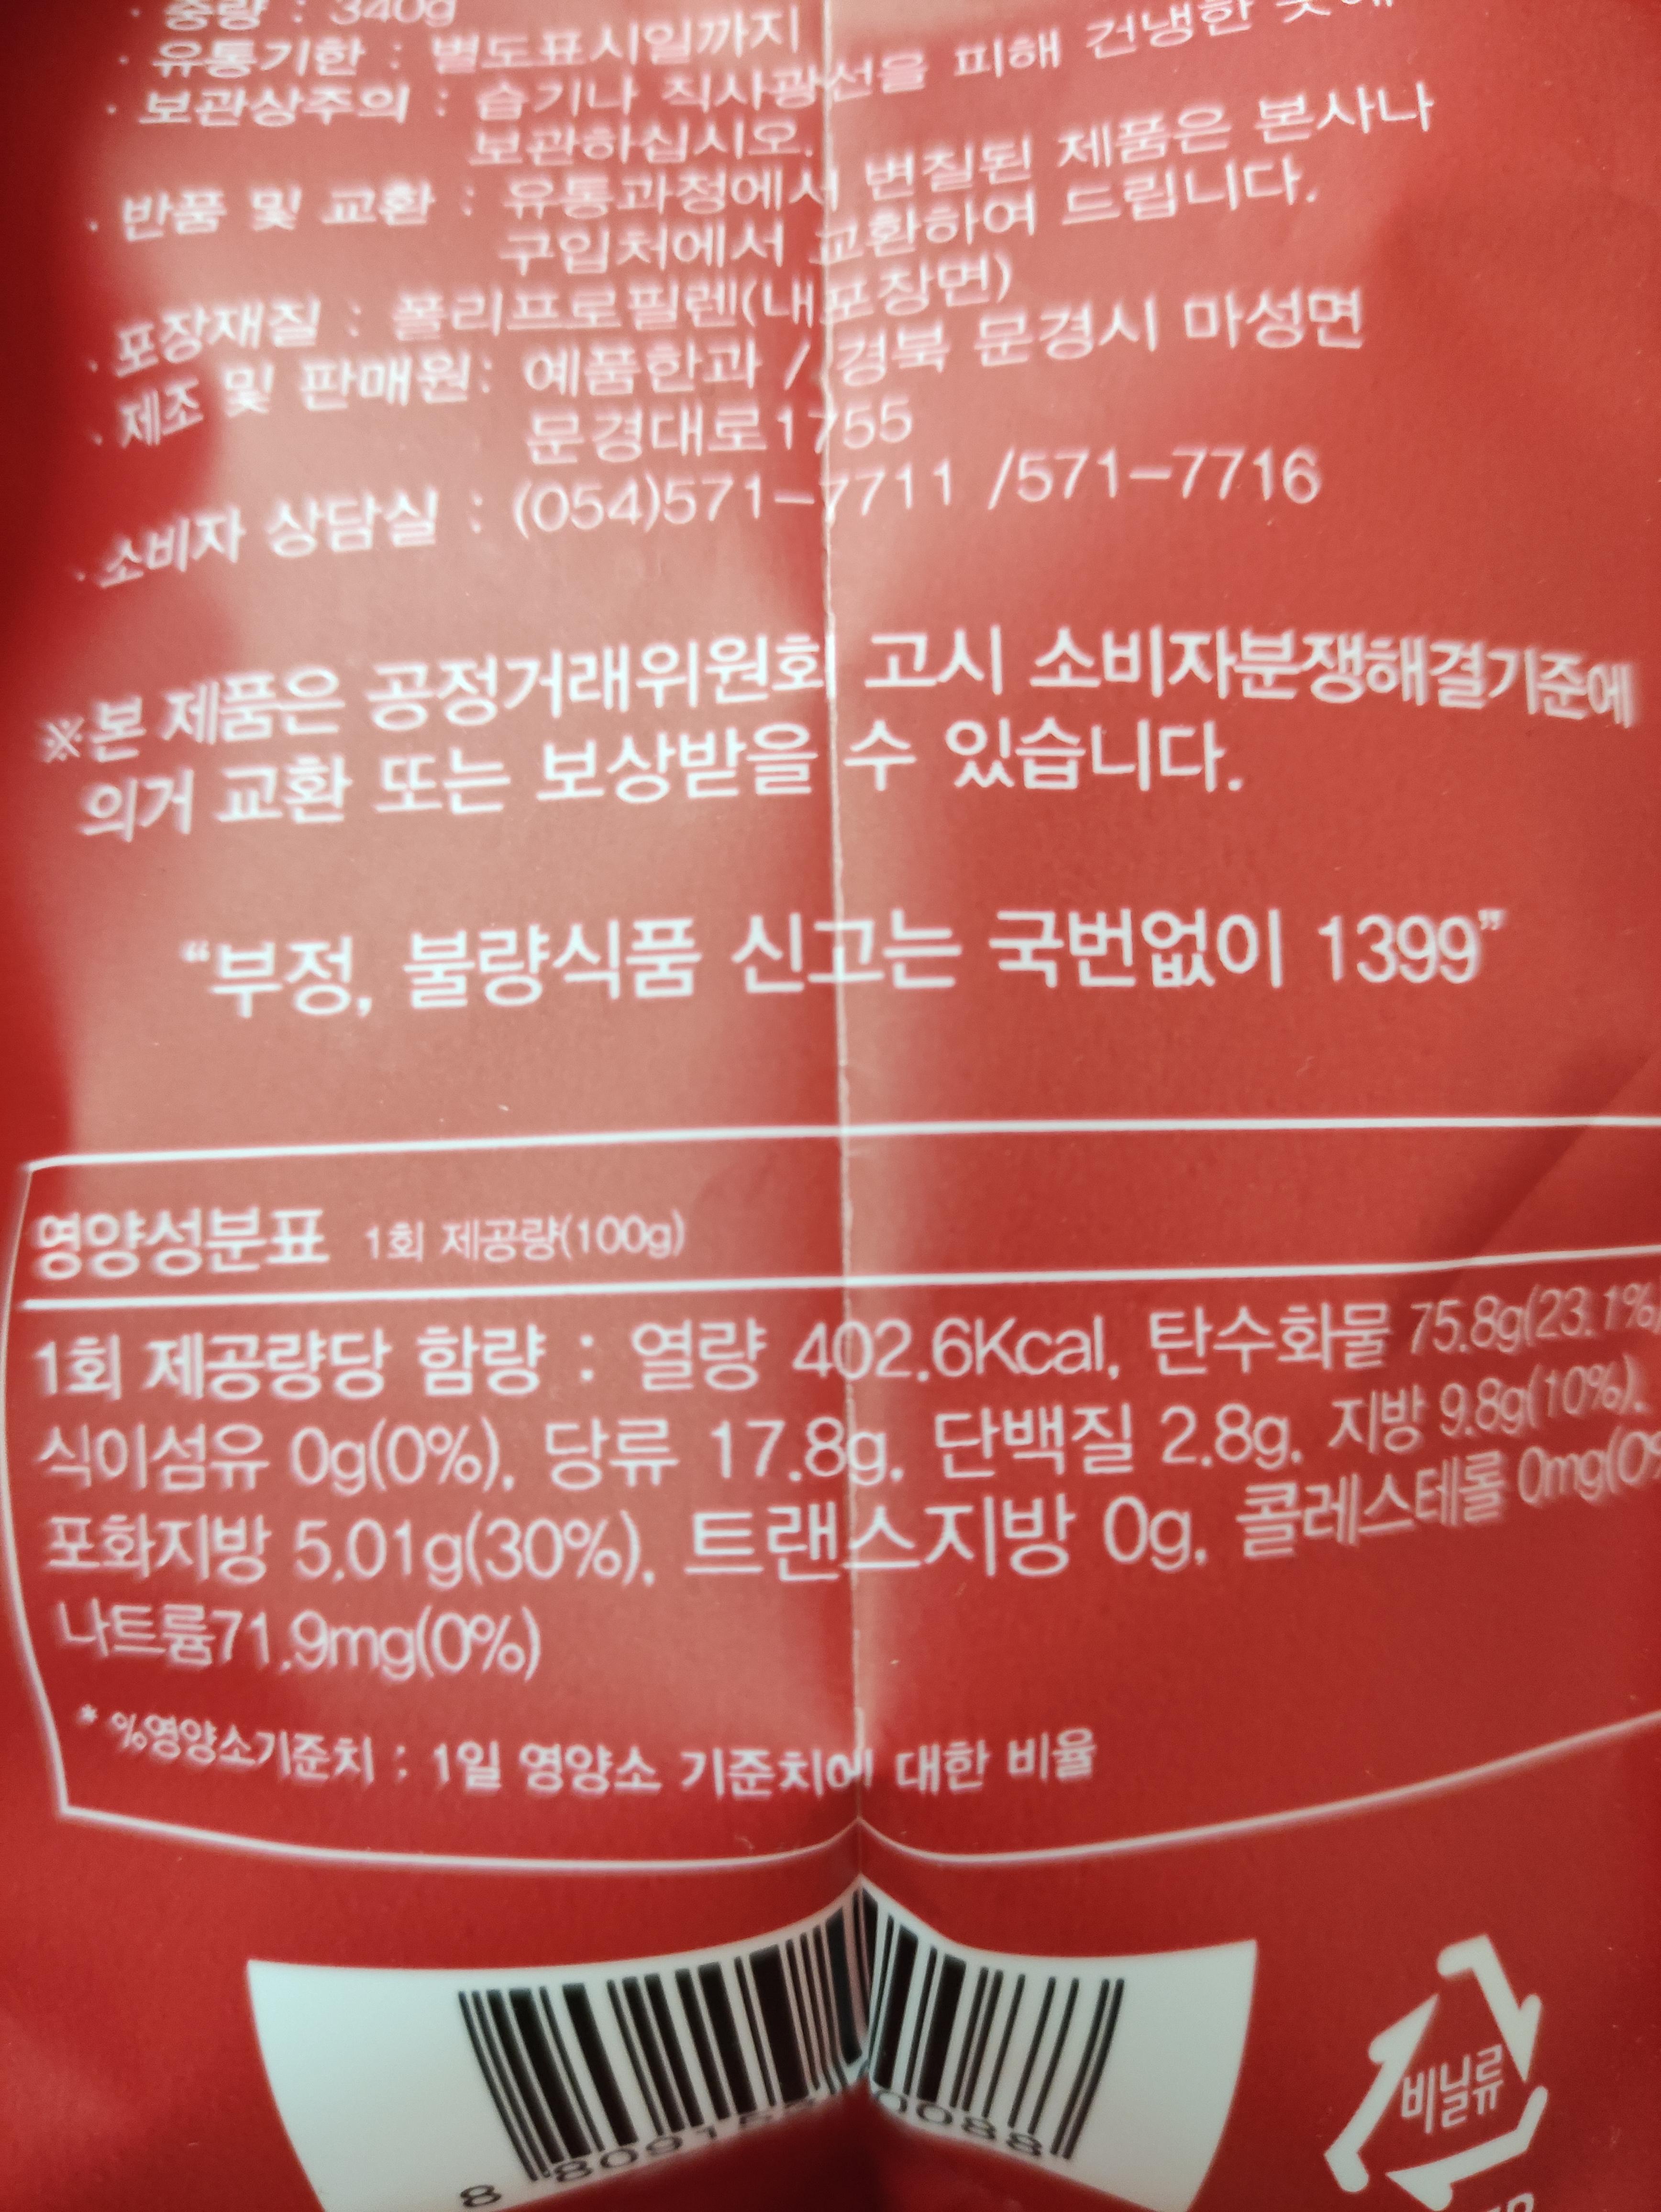 · 중량 : 340g
· 유통기한 : 별도표시일까지
· 보관상주의 : 습기나 직사광선을 피해 건냉한
보관하십시오.
· 반품 및 교환 : 유통과정에서 변질된 제품은 본사나
구입처에서 교환하여 드립니다.
· 포장재질 : 폴리프로필렌(내포장면)
· 제조 및 판매원: 예품한과 / 경북 문경시 마성면
문경대로1755
· 소비자 상담실 : (054)571-7711 /571-7716
※본 제품은 공정거래위원회 고시 소비자분쟁해결기준에
의거 교환 또는 보상받을 수 있습니다.
“부정, 불량식품 신고는 국번없이 1399”
영양성분표 1회 제공량(100g)
1회 제공량당 함량 : 열량 402.6Kcal, 탄수화물 75.8g(23.1%)
식이섬유 0g(0%), 당류 17.8g, 단백질 2.8g, 지방 9.8g(10%),
포화지방 5.01g(30%), 트랜스지방 0g, 콜레스테롤 0mg(0%
나트륨71.9mg(0%)
* %영양소기준치 : 1일 영양소 기준치에 대한 비율
비닐류